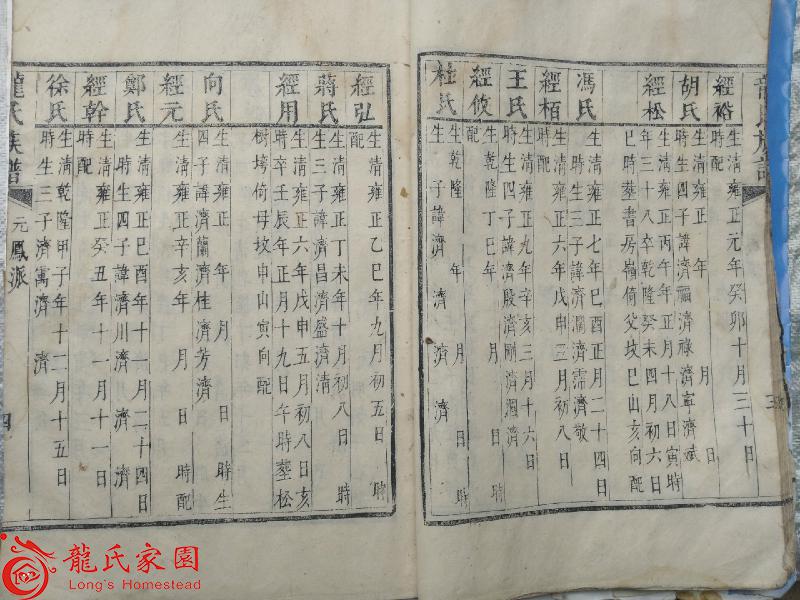 龍氏族譜
三
經裕
生清雍正元年癸卯十月三十日
胡氏
生 年 月 日
時生四子諱濟福濟祿濟寧濟斌
經松
生清雍正丙午年正月十八日寅時
年三十八卒乾隆癸未四月初六日
巳時塟書房嶺倚父坟巳山亥向配
馮氏
生清雍正七年己酉正月二十四日
時生三子諱濟濶濟霈濟敬
經栢
生清雍正六年戊申三月初八日
時配
王氏
生清雍正九年辛亥三月十六日
時生四子諱濟殷濟剛濟濟
經攸
生乾隆丁巳年 月 日 時
配
杜氏
生乾隆 年 月 日 時
生 子諱濟 濟 濟 濟
經弘
生清雍正乙巳年九月初五日 時
配
蔣氏
生清雍正丁未年十月初八日 時
生三子諱濟昌濟盛濟清
經用
生清雍正六年戊申五月初八日亥
時卒壬辰年正月十九日午時塟松
樹塆倚母坟申山寅向配
向氏
生清雍正 年 月 日 時生
四子諱濟蘭濟桂濟芳濟
經元
生清雍正辛亥年 月 日 時配
鄭氏
生清雍正己酉年十一月二十四日
時生四子諱濟川濟 濟
經幹
生清雍正癸丑年十一月十一日
時配
徐氏
生清乾隆甲子年十二月十五日
時生三子濟寓濟 濟
龍氏族譜
元鳳派
四
龍氏家園
Long's Homestead